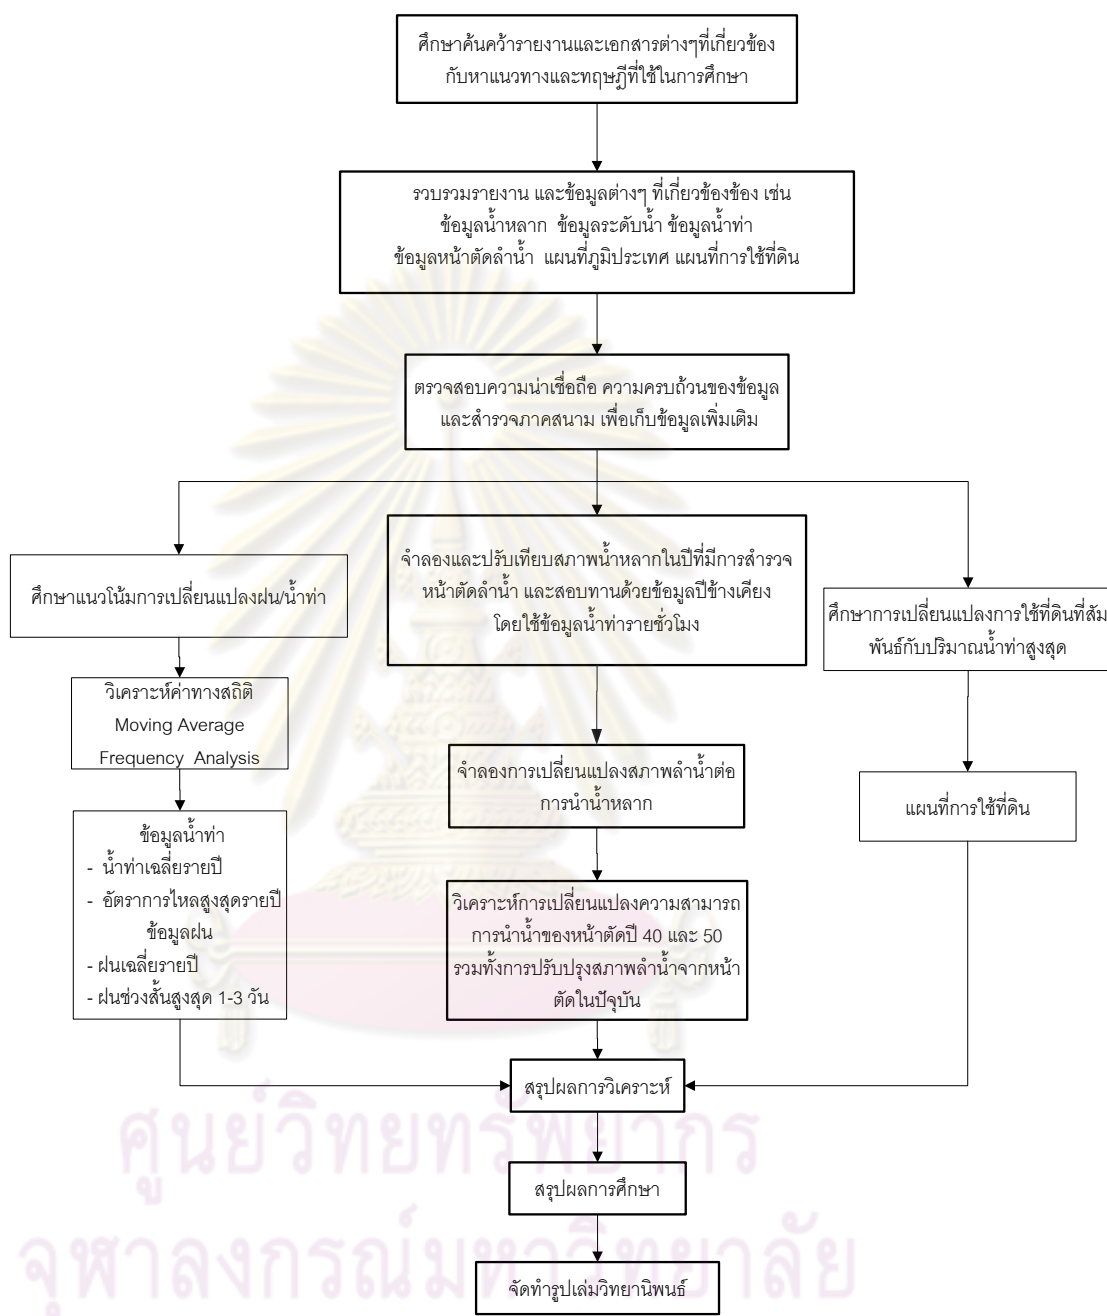 ศึกษาค้นคว้ารายงานและเอกสารต่างๆที่เกี่ยวข้อง
กับหาแนวทางและทฤษฎีที่ใช้ในการศึกษา
รวบรวมรายงาน และข้อมูลต่างๆ ที่เกี่ยวข้องข้อง เช่น
ข้อมูลน้ำหลาก ข้อมูลระดับน้ำ ข้อมูลน้ำท่า
ข้อมูลหน้าตัดลำน้ำ แผนที่ภูมิประเทศ แผนที่การใช้ที่ดิน
ตรวจสอบความน่าเชื่อถือ ความครบถ้วนของข้อมูล
และสำรวจภาคสนาม เพื่อเก็บข้อมูลเพิ่มเติม
ศึกษาแนวโน้มการเปลี่ยนแปลงฝน/น้ำท่า
วิเคราะห์ค่าทางสถิติ
Moving Average
Frequency Analysis
ข้อมูลน้ำท่า
- น้ำท่าเฉลี่ยรายปี
- อัตราการไหลสูงสุดรายปี
ข้อมูลฝน
- ฝนเฉลี่ยรายปี
- ฝนช่วงสั้นสูงสุด 1-3 วัน
จำลองและปรับเทียบสภาพน้ำหลากในปีที่มีการสำรวจ
หน้าตัดลำน้ำ และสอบทานด้วยข้อมูลปีข้างเคียง
โดยใช้ข้อมูลน้ำท่ารายชั่วโมง
จำลองการเปลี่ยนแปลงสภาพลำน้ำต่อ
การนำน้ำหลาก
วิเคราะห์การเปลี่ยนแปลงความสามารถ
การนำน้ำของหน้าตัดปี 40 และ 50
รวมทั้งการปรับปรุงสภาพลำน้ำจากหน้า
ตัดในปัจุบัน
ศึกษาการเปลี่ยนแปลงการใช้ที่ดินที่สัม
พันธ์กับปริมาณน้ำท่าสูงสุด
แผนที่การใช้ที่ดิน
สรุปผลการวิเคราะห์
สรุปผลการศึกษา
จัดทำรูปเล่มวิทยานิพนธ์
ศูนย์วิทยทรัพยากร
จุฬาลงกรณ์มหาวิทยาลัย